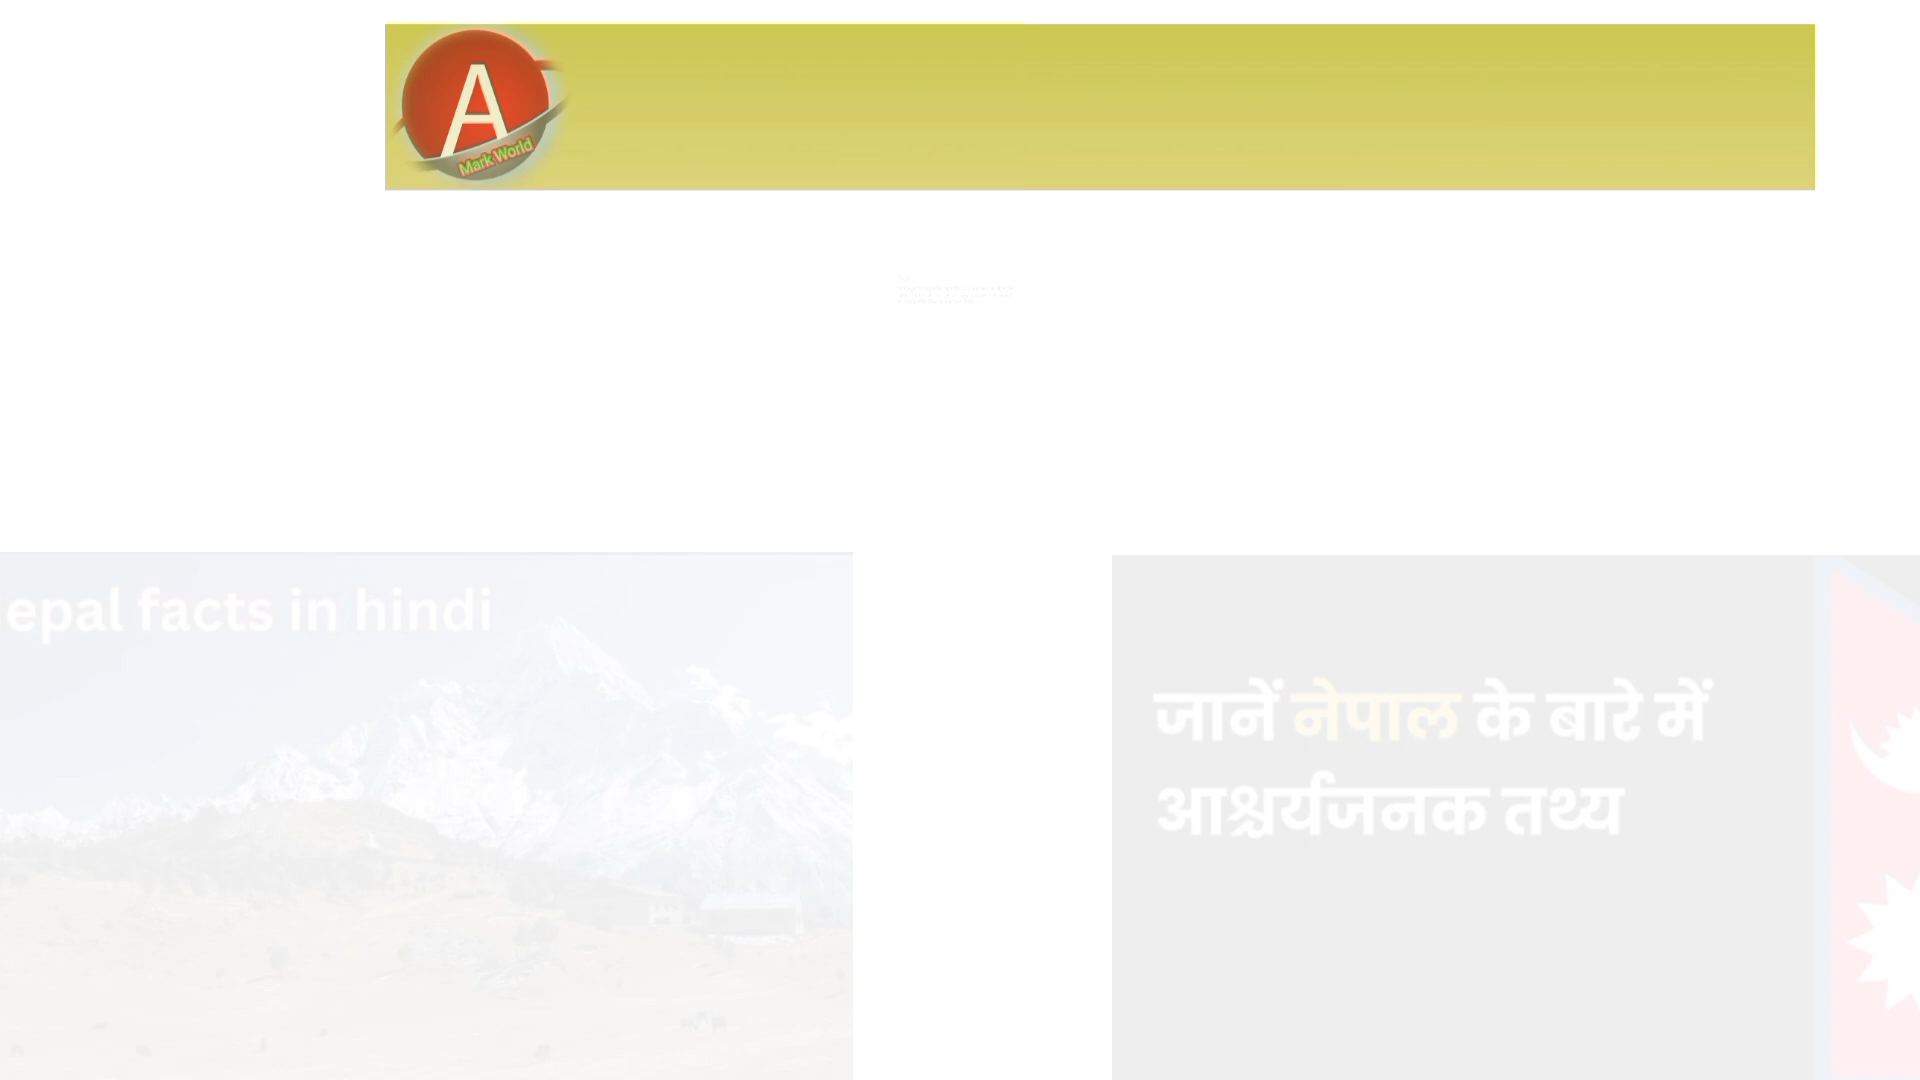 A
Mark World
epal facts in hindi
जानें नेपाल के बारे में
आश्चर्यजनक तथ्य